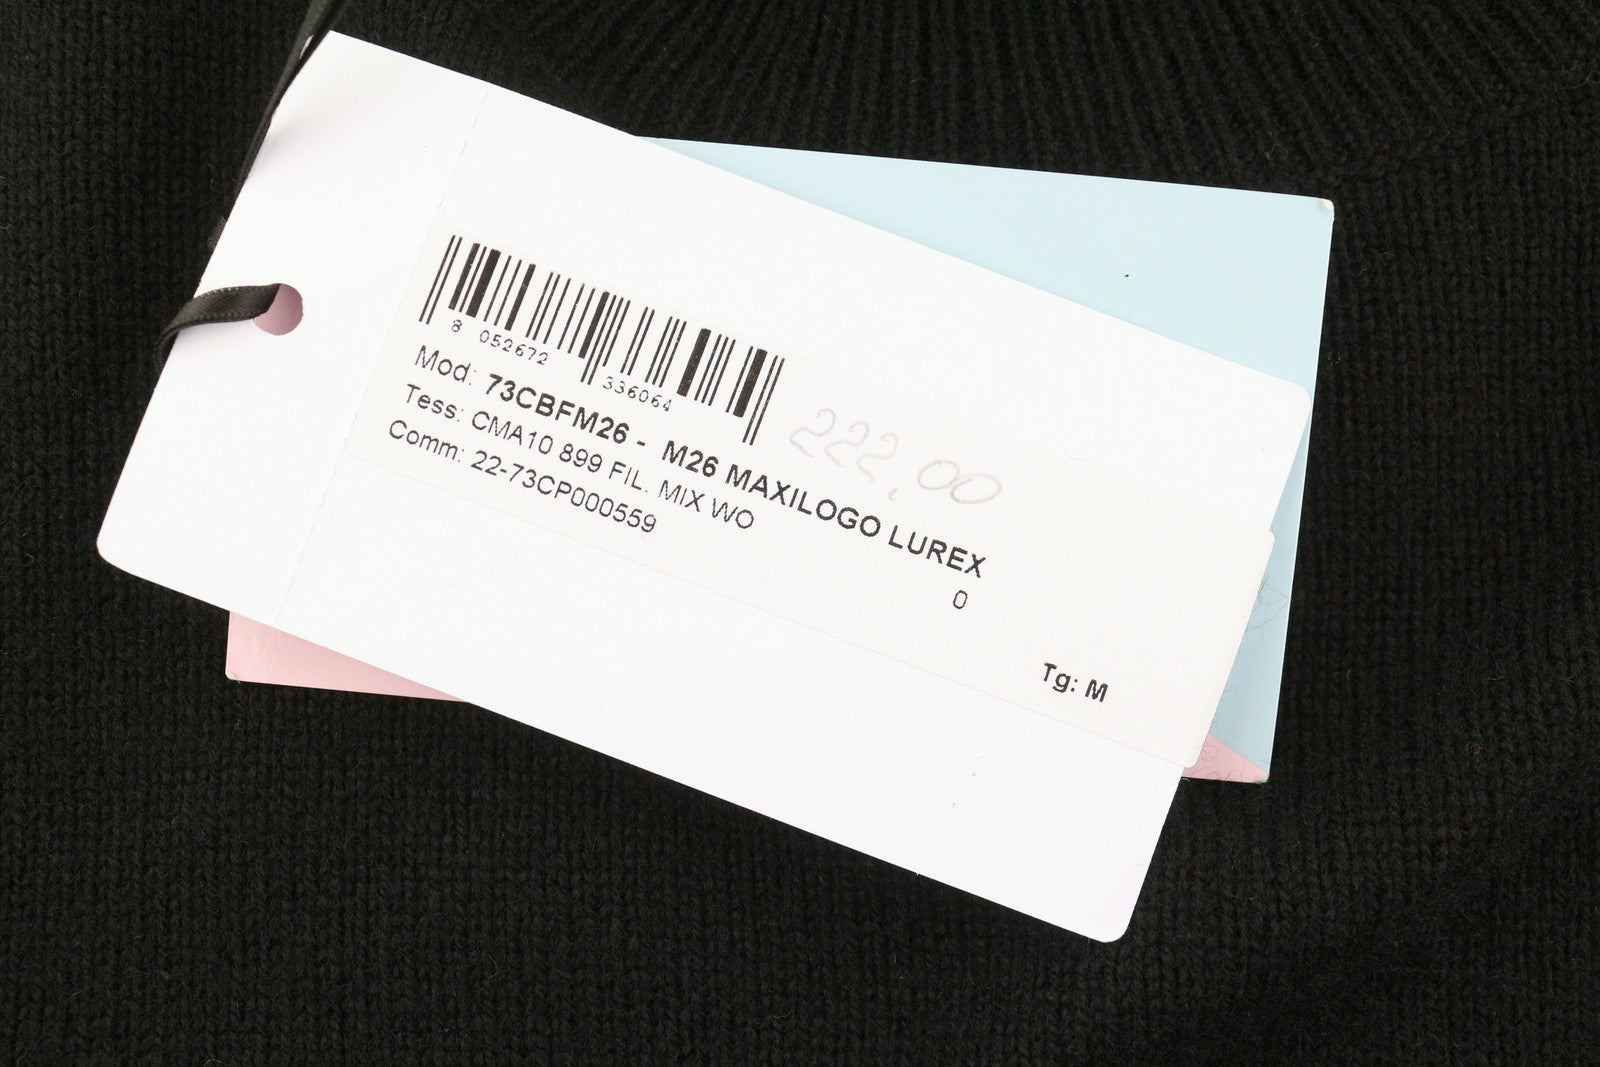 8 052672 336064
222,00
Mod: 73CBFM26 - M26 MAXILOGO LUREX
Tess: CMA10 899 FIL. MIX WO 0
Comm: 22-73CP000559
Tg: M